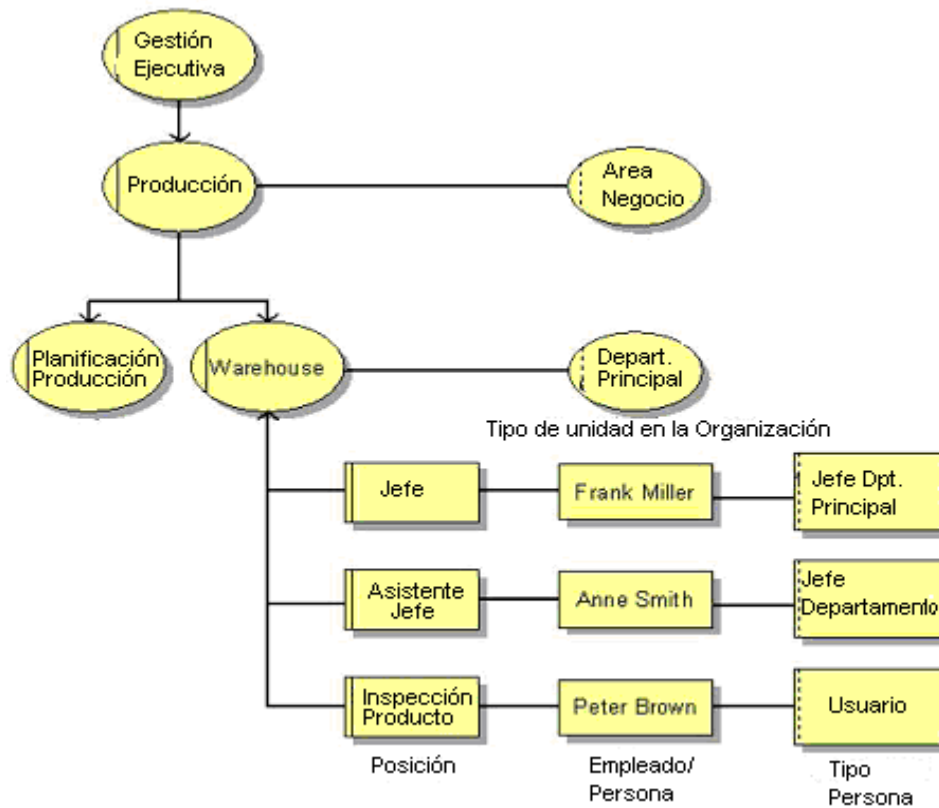 Gestión
Ejecutiva
Producción
Area
Negocio
Planificación
Producción
Warehouse
Depart.
Principal
Tipo de unidad en la Organización
Jefe
Frank Miller
Jefe Dpt.
Principal
Asistente
Jefe
Anne Smith
Jefe
Departamento
Inspección
Producto
Peter Brown
Usuario
Posición
Empleado/
Persona
Tipo
Persona